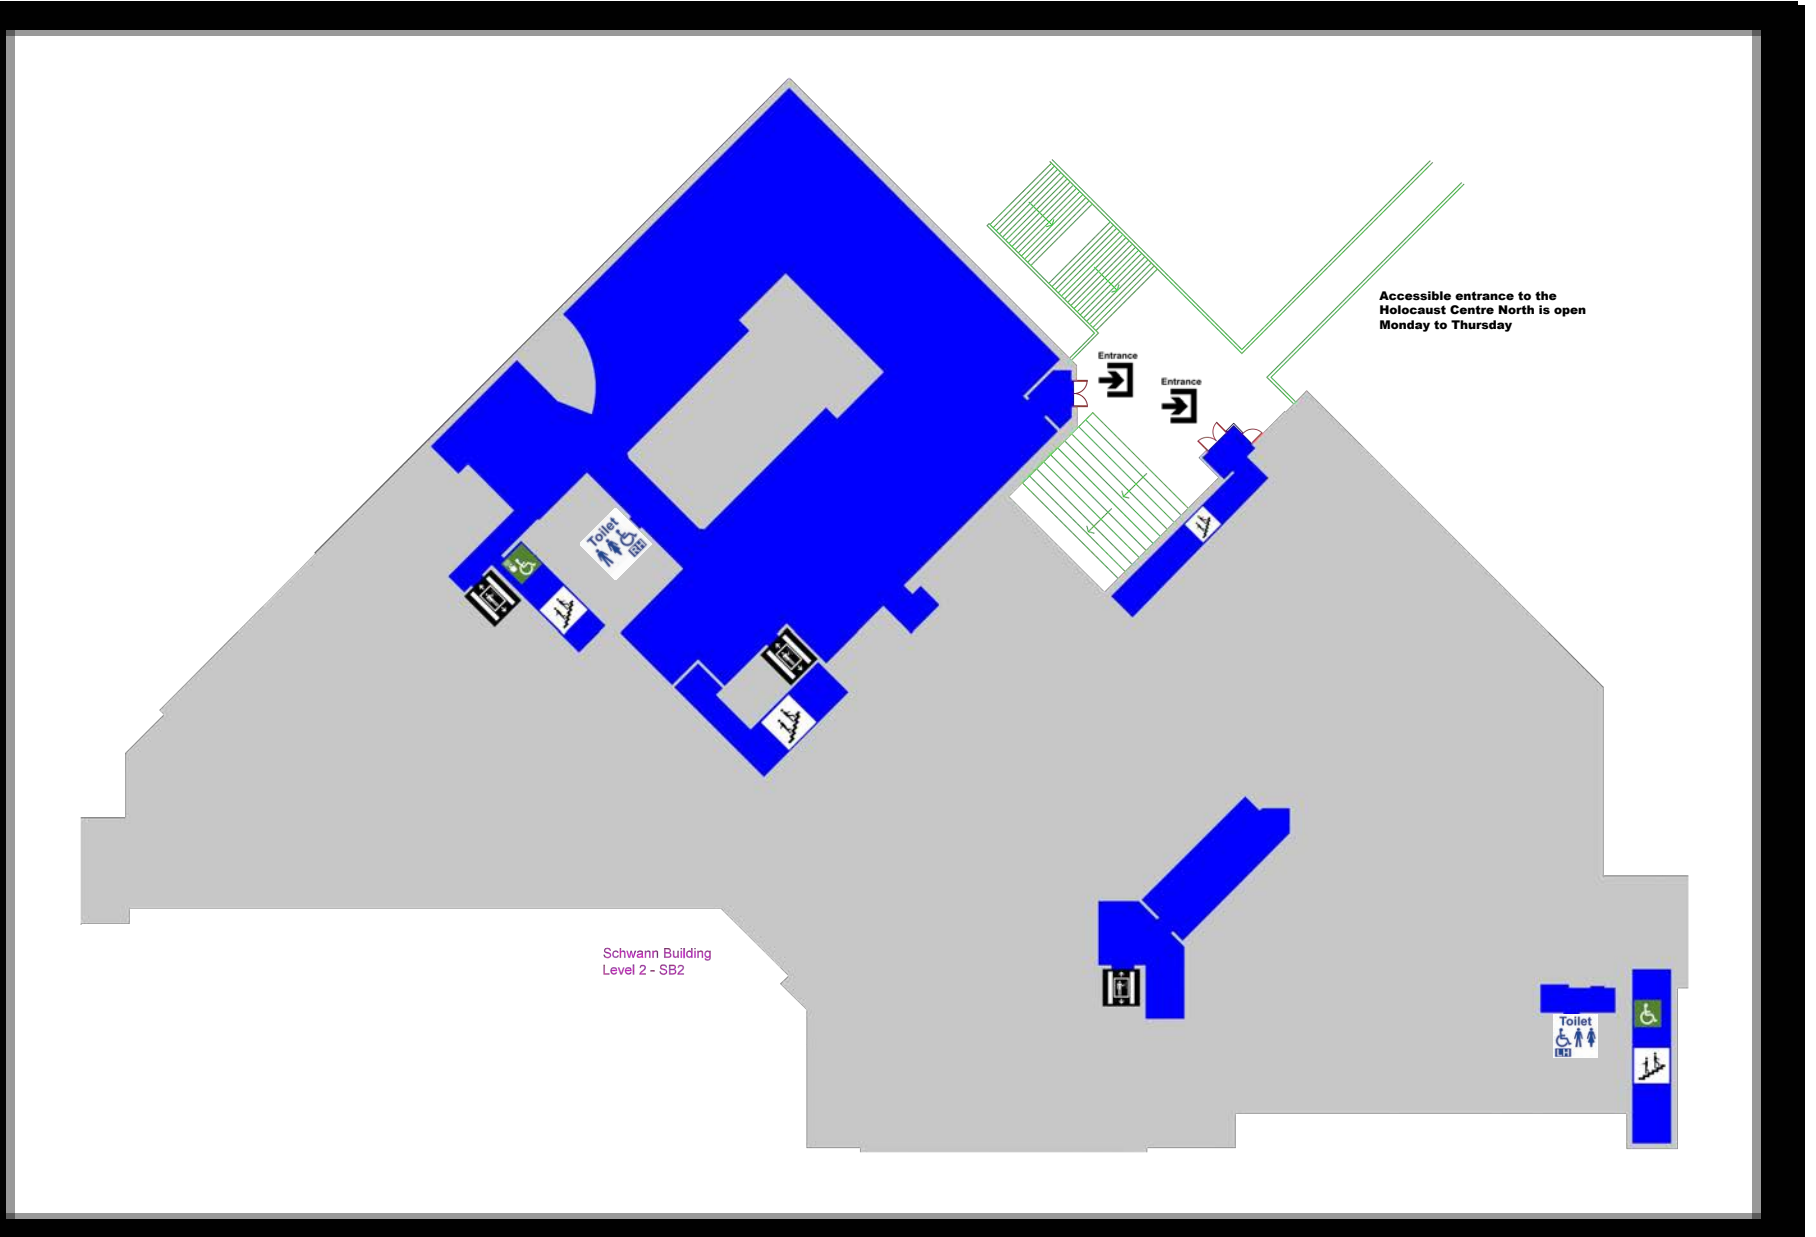 Accessible entrance to the
Holocaust Centre North is open
Monday to Thursday
Entrance
Entrance
Toilet
RH
Schwann Building
Level 2 - SB2
Toilet
LH